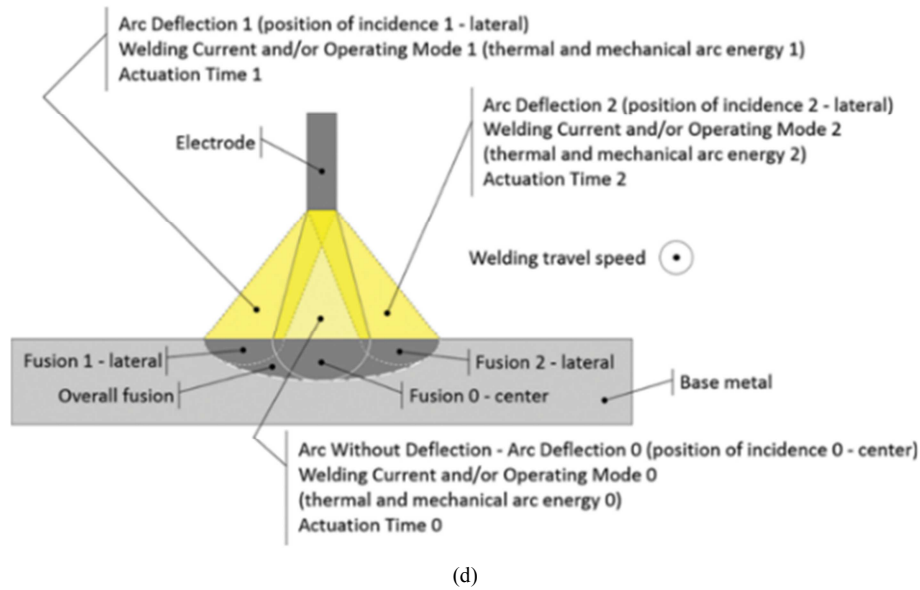 Arc Deflection 1 (position of incidence 1 - lateral)
Welding Current and/or Operating Mode 1 (thermal and mechanical arc energy 1)
Actuation Time 1
Arc Deflection 2 (position of incidence 2 - lateral)
Welding Current and/or Operating Mode 2
(thermal and mechanical arc energy 2)
Actuation Time 2
Electrode
Welding travel speed
Fusion 1 - lateral
Fusion 2 - lateral
Overall fusion
Fusion 0 - center
Base metal
Arc Without Deflection - Arc Deflection 0 (position of incidence 0 - center)
Welding Current and/or Operating Mode 0
(thermal and mechanical arc energy 0)
Actuation Time 0
(d)